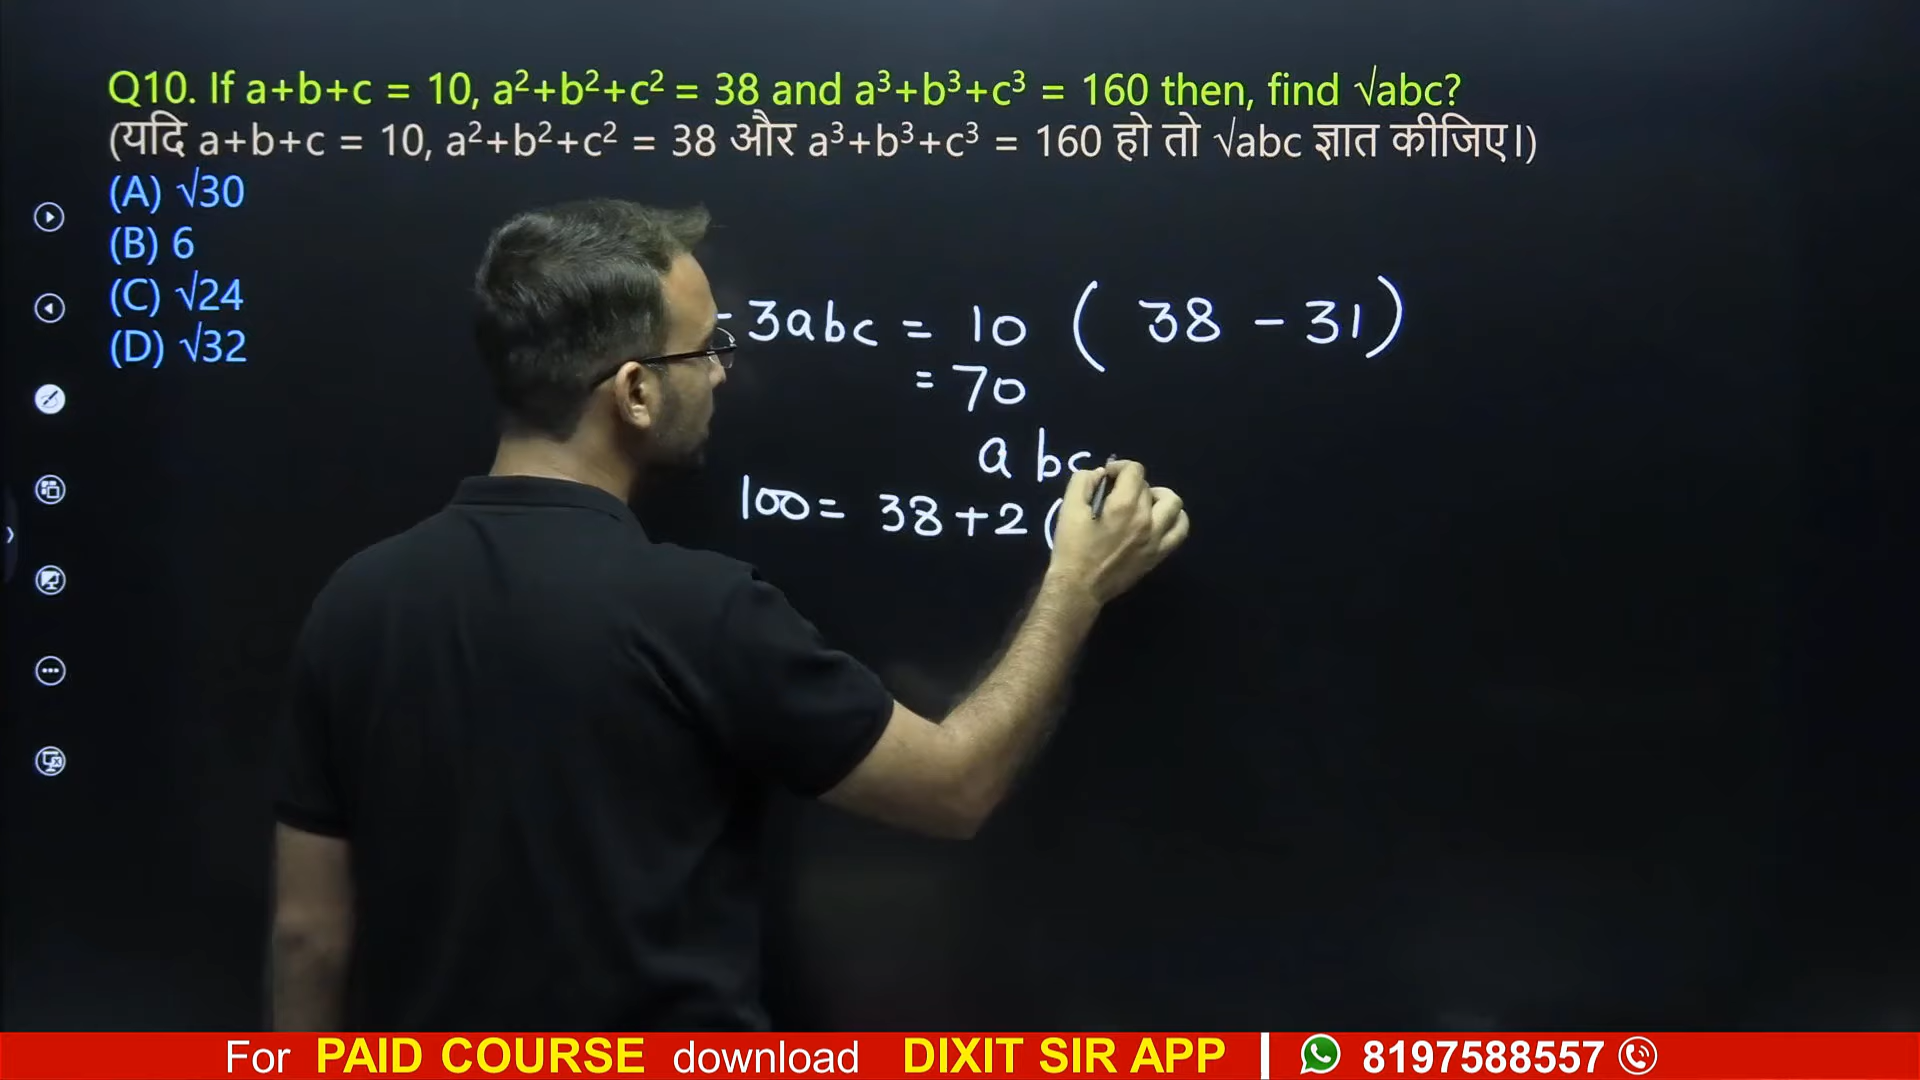 Q10. If a+b+c = 10, a²+b²+c² = 38 and a³+b³+c³ = 160 then, find √abc?
(यदि a+b+c = 10, a²+b²+c² = 38 और a³+b³+c³ = 160 हो तो √abc ज्ञात कीजिए।)
(A) √30
(B) 6
(C) √24
(D) √32
- 3abc = 10 ( 38 - 31 )
= 70
abc
100 = 38 + 2 (
For PAID COURSE download DIXIT SIR APP | 8197588557